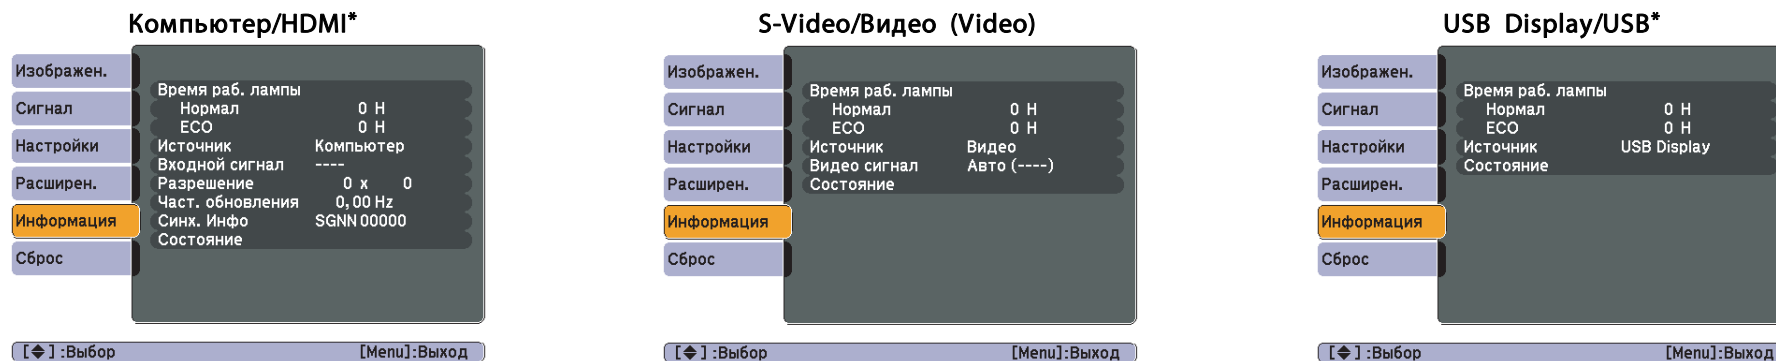 Компьютер/HDMI*
Изображен.
Сигнал
Настройки
Расширен.
Информация
Сброс
Время раб. лампы
Нормал 0 H
ECO 0 H
Источник Компьютер
Входной сигнал ----
Разрешение 0 x 0
Част. обновления 0,00 Hz
Синх. Инфо SGNN00000
Состояние
[◆] :Выбор [Menu]:Выход
S-Video/Видео (Video)
Изображен.
Сигнал
Настройки
Расширен.
Информация
Сброс
Время раб. лампы
Нормал 0 H
ECO 0 H
Источник Видео
Видео сигнал Авто (----)
Состояние
[◆] :Выбор [Menu]:Выход
USB Display/USB*
Изображен.
Сигнал
Настройки
Расширен.
Информация
Сброс
Время раб. лампы
Нормал 0 H
ECO 0 H
Источник USB Display
Состояние
[◆] :Выбор [Menu]:Выход